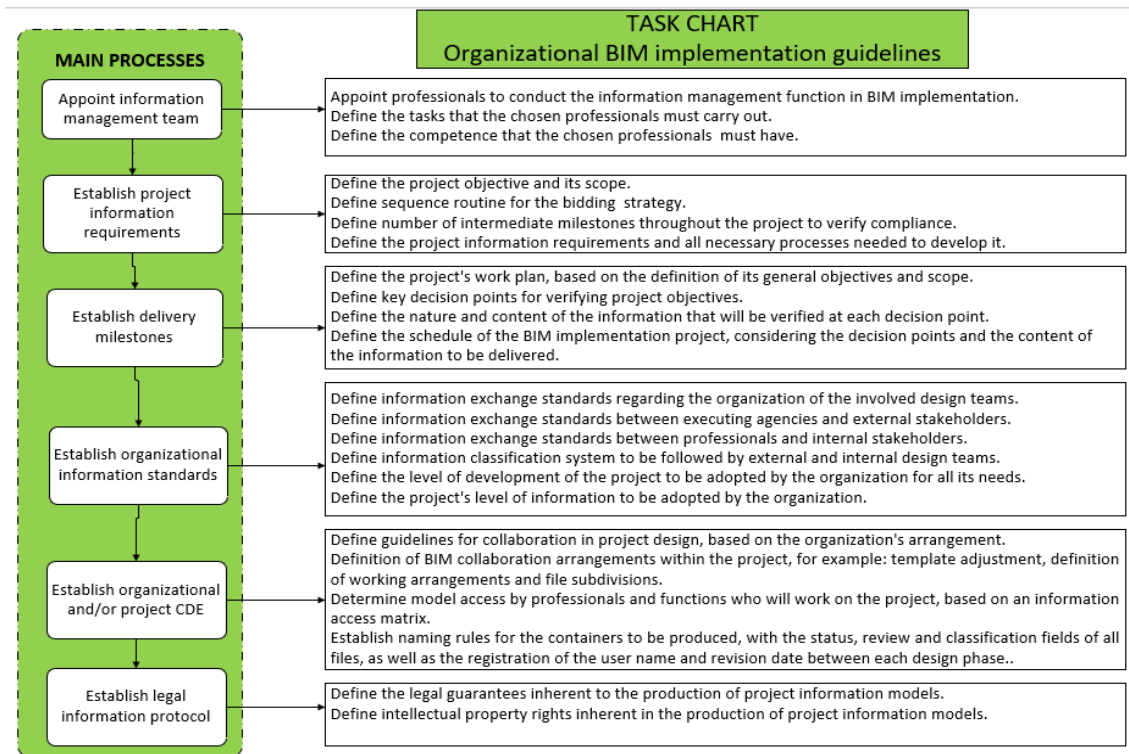 TASK CHART
Organizational BIM implementation guidelines
MAIN PROCESSES
Appoint information
management team
Appoint professionals to conduct the information management function in BIM implementation.
Define the tasks that the chosen professionals must carry out.
Define the competence that the chosen professionals must have.
Establish project
information
requirements
Define the project objective and its scope.
Define sequence routine for the bidding strategy.
Define number of intermediate milestones throughout the project to verify compliance.
Define the project information requirements and all necessary processes needed to develop it.
Establish delivery
milestones
Define the project's work plan, based on the definition of its general objectives and scope.
Define key decision points for verifying project objectives.
Define the nature and content of the information that will be verified at each decision point.
Define the schedule of the BIM implementation project, considering the decision points and the content of
the information to be delivered.
Establish organizational
information standards
Define information exchange standards regarding the organization of the involved design teams.
Define information exchange standards between executing agencies and external stakeholders.
Define information exchange standards between professionals and internal stakeholders.
Define information classification system to be followed by external and internal design teams.
Define the level of development of the project to be adopted by the organization for all its needs.
Define the project's level of information to be adopted by the organization.
Establish organizational
and/or project CDE
Define guidelines for collaboration in project design, based on the organization's arrangement.
Definition of BIM collaboration arrangements within the project, for example: template adjustment, definition
of working arrangements and file subdivisions.
Determine model access by professionals and functions who will work on the project, based on an information
access matrix.
Establish naming rules for the containers to be produced, with the status, review and classification fields of all
files, as well as the registration of the user name and revision date between each design phase..
Establish legal
information protocol
Define the legal guarantees inherent to the production of project information models.
Define intellectual property rights inherent in the production of project information models.